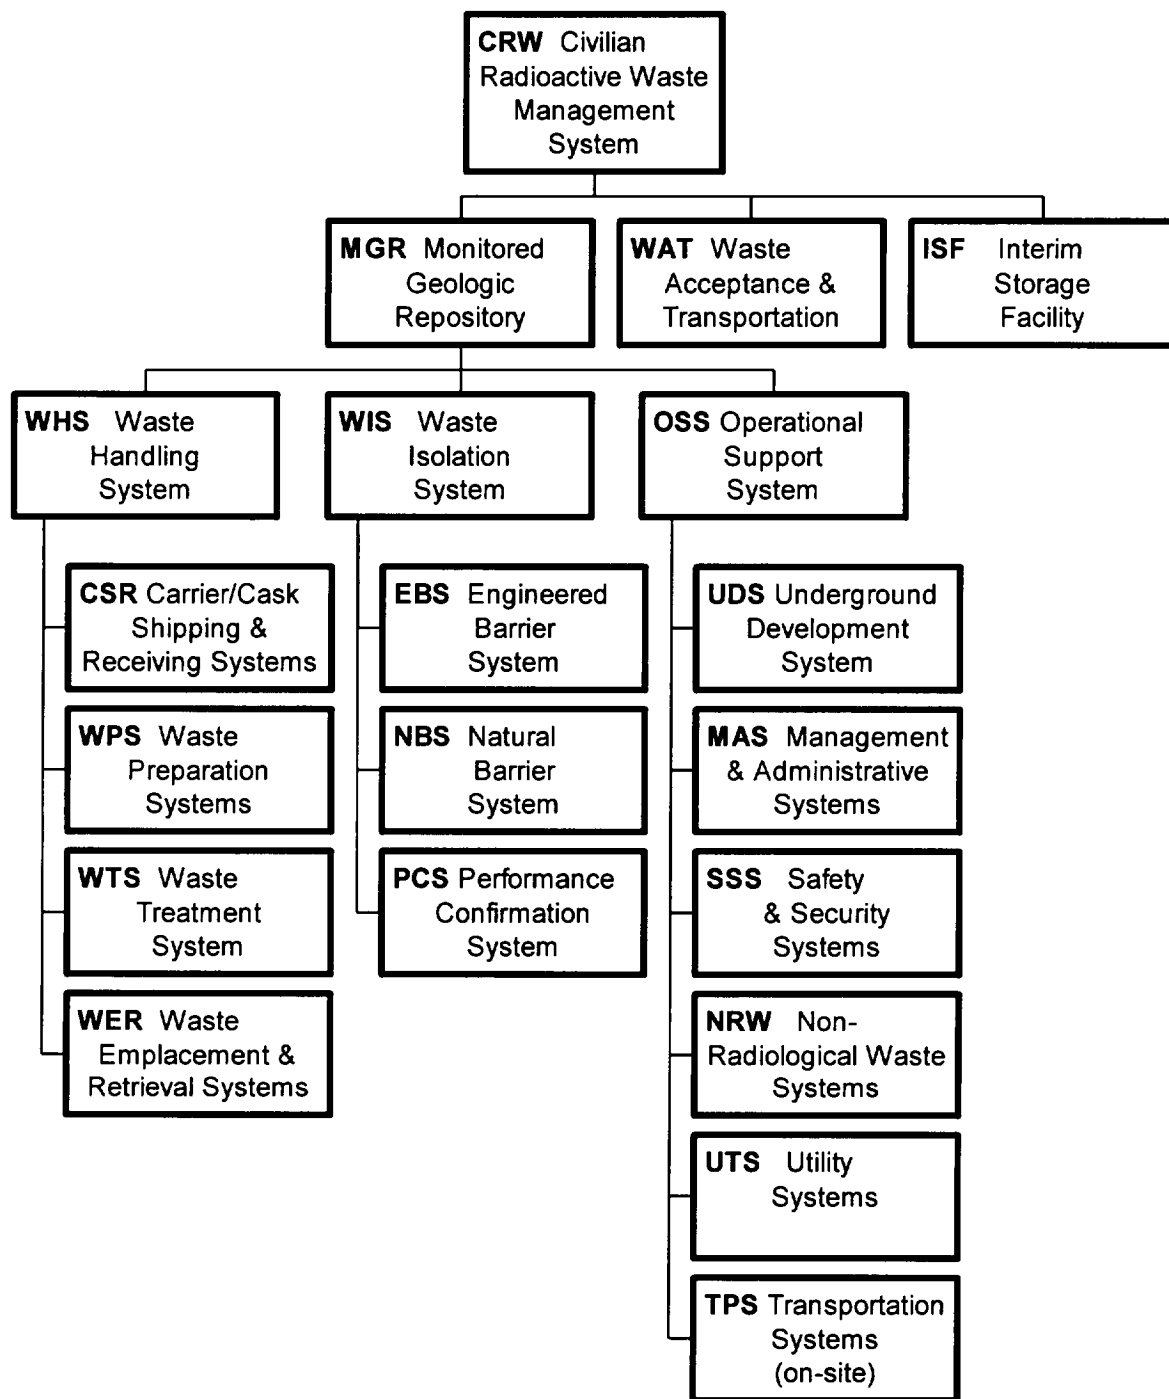 CRW Civilian
Radioactive Waste
Management
System
MGR Monitored
Geologic
Repository
WAT Waste
Acceptance &
Transportation
ISF Interim
Storage
Facility
WHS Waste
Handling
System
WIS Waste
Isolation
System
OSS Operational
Support
System
CSR Carrier/Cask
Shipping &
Receiving Systems
WPS Waste
Preparation
Systems
WTS Waste
Treatment
System
WER Waste
Emplacement &
Retrieval Systems
EBS Engineered
Barrier
System
NBS Natural
Barrier
System
PCS Performance
Confirmation
System
UDS Underground
Development
System
MAS Management
& Administrative
Systems
SSS Safety
& Security
Systems
NRW Non-
Radiological Waste
Systems
UTS Utility
Systems
TPS Transportation
Systems
(on-site)